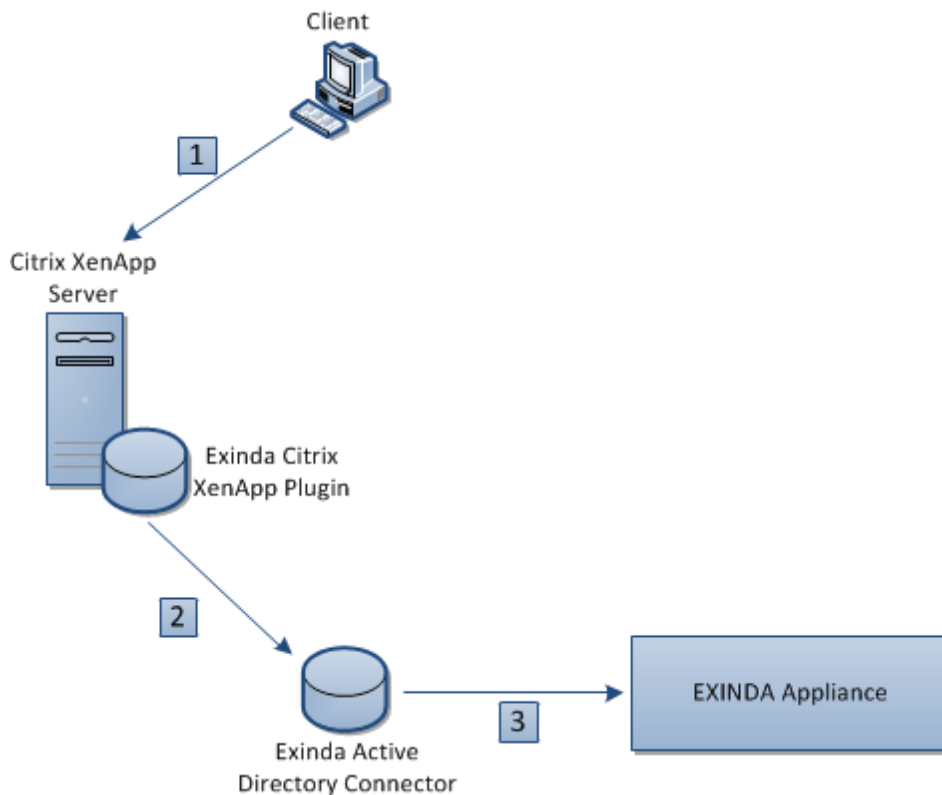 Client
1
Citrix XenApp
Server
Exinda Citrix
XenApp Plugin
2
EXINDA Appliance
3
Exinda Active
Directory Connector